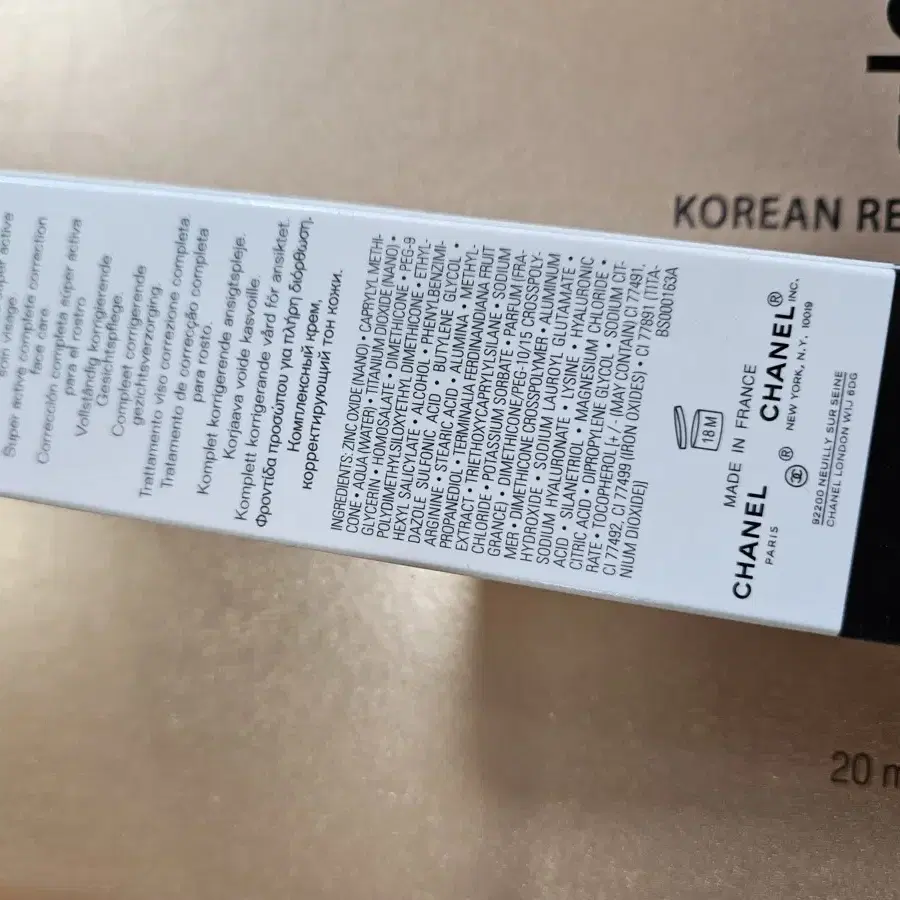 super active
soin visage.
Super active complete correction
face care.
Corrección completa súper activa
para el rostro
Vollständig korrigierende
Gesichtspflege.
Compleet corrigerende
gezichtsverzorging.
Trattamento viso correzione completa.
Tratamento de correcção completa
para rosto.
Komplet korrigerende ansigtspleje.
Korjaava voide kasvoille.
Komplett korrigerande vård för ansiktet.
Φροντίδα προσώπου για πλήρη διόρθωση.
Комплексный крем,
корректирующий тон кожи.
INGREDIENTS: ZINC OXIDE (NANO) • CAPRYLYL METHI-
CONE • AQUA (WATER) • TITANIUM DIOXIDE (NANO) •
GLYCERIN • HOMOSALATE • DIMETHICONE • PEG-9
POLYDIMETHYLSILOXYETHYL DIMETHICONE • ETHYL-
HEXYL SALICYLATE • ALCOHOL • PHENYLBENZIMI-
DAZOLE SULFONIC ACID • BUTYLENE GLYCOL •
ARGININE • STEARIC ACID • ALUMINA • METHYL-
PROPANEDIOL • TERMINALIA FERDINANDIANA FRUIT
EXTRACT • TRIETHOXYCAPRYLYLSILANE • SODIUM
CHLORIDE • POTASSIUM SORBATE • PARFUM (FRA-
GRANCE) • DIMETHICONE/PEG-10/15 CROSSPOLY-
MER • DIMETHICONE CROSSPOLYMER • ALUMINUM
HYDROXIDE • SODIUM LAUROYL GLUTAMATE •
SODIUM HYALURONATE • LYSINE • HYALURONIC
ACID • SILANETRIOL • MAGNESIUM CHLORIDE •
CITRIC ACID • DIPROPYLENE GLYCOL • SODIUM CIT-
RATE • TOCOPHEROL [+/- (MAY CONTAIN) CI 77491,
CI 77492, CI 77499 (IRON OXIDES) • CI 77891 (TITA-
NIUM DIOXIDE)] BS000163A
18M
MADE IN FRANCE
CHANEL CHANEL® INC.
PARIS ® NEW YORK, N.Y. 10019
92200 NEUILLY SUR SEINE
CHANEL LONDON W1J 6DG
KOREAN RE
20 m